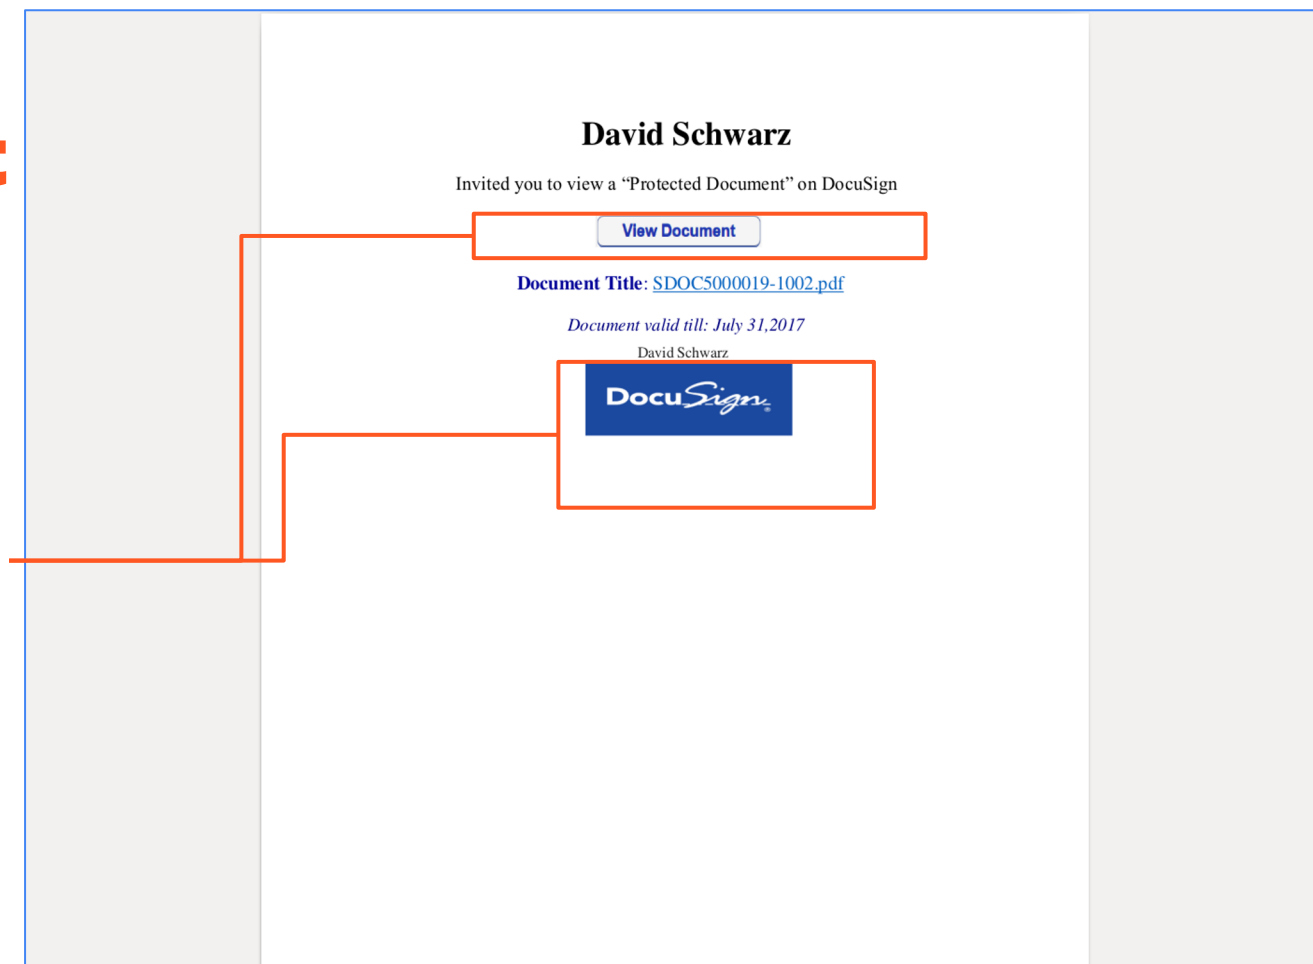 David Schwarz
Invited you to view a “Protected Document” on DocuSign
View Document
Document Title: SDOC5000019-1002.pdf
Document valid till: July 31,2017
David Schwarz
DocuSign®